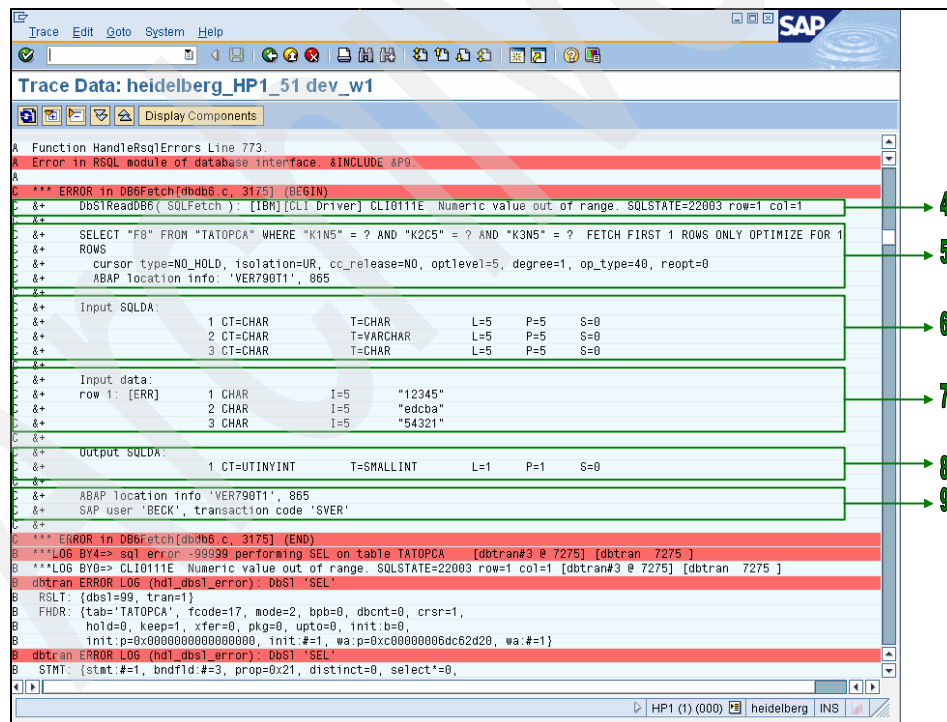 Trace Edit Goto System Help
SAP
Trace Data: heidelberg_HP1_51 dev_w1
Display Components
A Function HandleRsqlErrors Line 773.
A Error in RSQL module of database interface. &INCLUDE &P9.
A
C *** ERROR in DB6Fetch[dbdb6.c, 3175] (BEGIN)
C &+ DbSlReadDB6( SQLFetch ): [IBM][CLI Driver] CLI0111E Numeric value out of range. SQLSTATE=22003 row=1 col=1
4
C &+
C &+ SELECT "F8" FROM "TATOPCA" WHERE "K1N5" = ? AND "K2C5" = ? AND "K3N5" = ? FETCH FIRST 1 ROWS ONLY OPTIMIZE FOR 1
C &+ ROWS
5
C &+ cursor type=NO_HOLD, isolation=UR, cc_release=NO, optlevel=5, degree=1, op_type=40, reopt=0
C &+ ABAP location info: 'VER790T1', 865
C &+
C &+ Input SQLDA:
C &+ 1 CT=CHAR T=CHAR L=5 P=5 S=0
6
C &+ 2 CT=CHAR T=VARCHAR L=5 P=5 S=0
C &+ 3 CT=CHAR T=CHAR L=5 P=5 S=0
C &+
C &+ Input data:
C &+ row 1: [ERR] 1 CHAR I=5 "12345"
7
C &+ 2 CHAR I=5 "edcba"
C &+ 3 CHAR I=5 "54321"
C &+
C &+ Output SQLDA:
C &+ 1 CT=UTINYINT T=SMALLINT L=1 P=1 S=0
8
C &+
C &+ ABAP location info 'VER790T1', 865
9
C &+ SAP user 'BECK', transaction code 'SVER'
C &+
C *** ERROR in DB6Fetch[dbdb6.c, 3175] (END)
B ***LOG BY4=> sql error -99999 performing SEL on table TATOPCA [dbtran#3 @ 7275] [dbtran 7275 ]
B ***LOG BY0=> CLI0111E Numeric value out of range. SQLSTATE=22003 row=1 col=1 [dbtran#3 @ 7275] [dbtran 7275 ]
B dbtran ERROR LOG (hdl_dbsl_error): DbSl 'SEL'
B RSLT: {dbsl=99, tran=1}
B FHDR: {tab='TATOPCA', fcode=17, mode=2, bpb=0, dbcnt=0, crsr=1,
B hold=0, keep=1, xfer=0, pkg=0, upto=0, init:b=0,
B init:p=0x0000000000000000, init:#=1, wa:p=0xc00000006dc62d20, wa:#=1}
B dbtran ERROR LOG (hdl_dbsl_error): DbSl 'SEL'
B STMT: {stmt:#=1, bndfld:#=3, prop=0x21, distinct=0, select*=0,
HP1 (1) (000) heidelberg INS